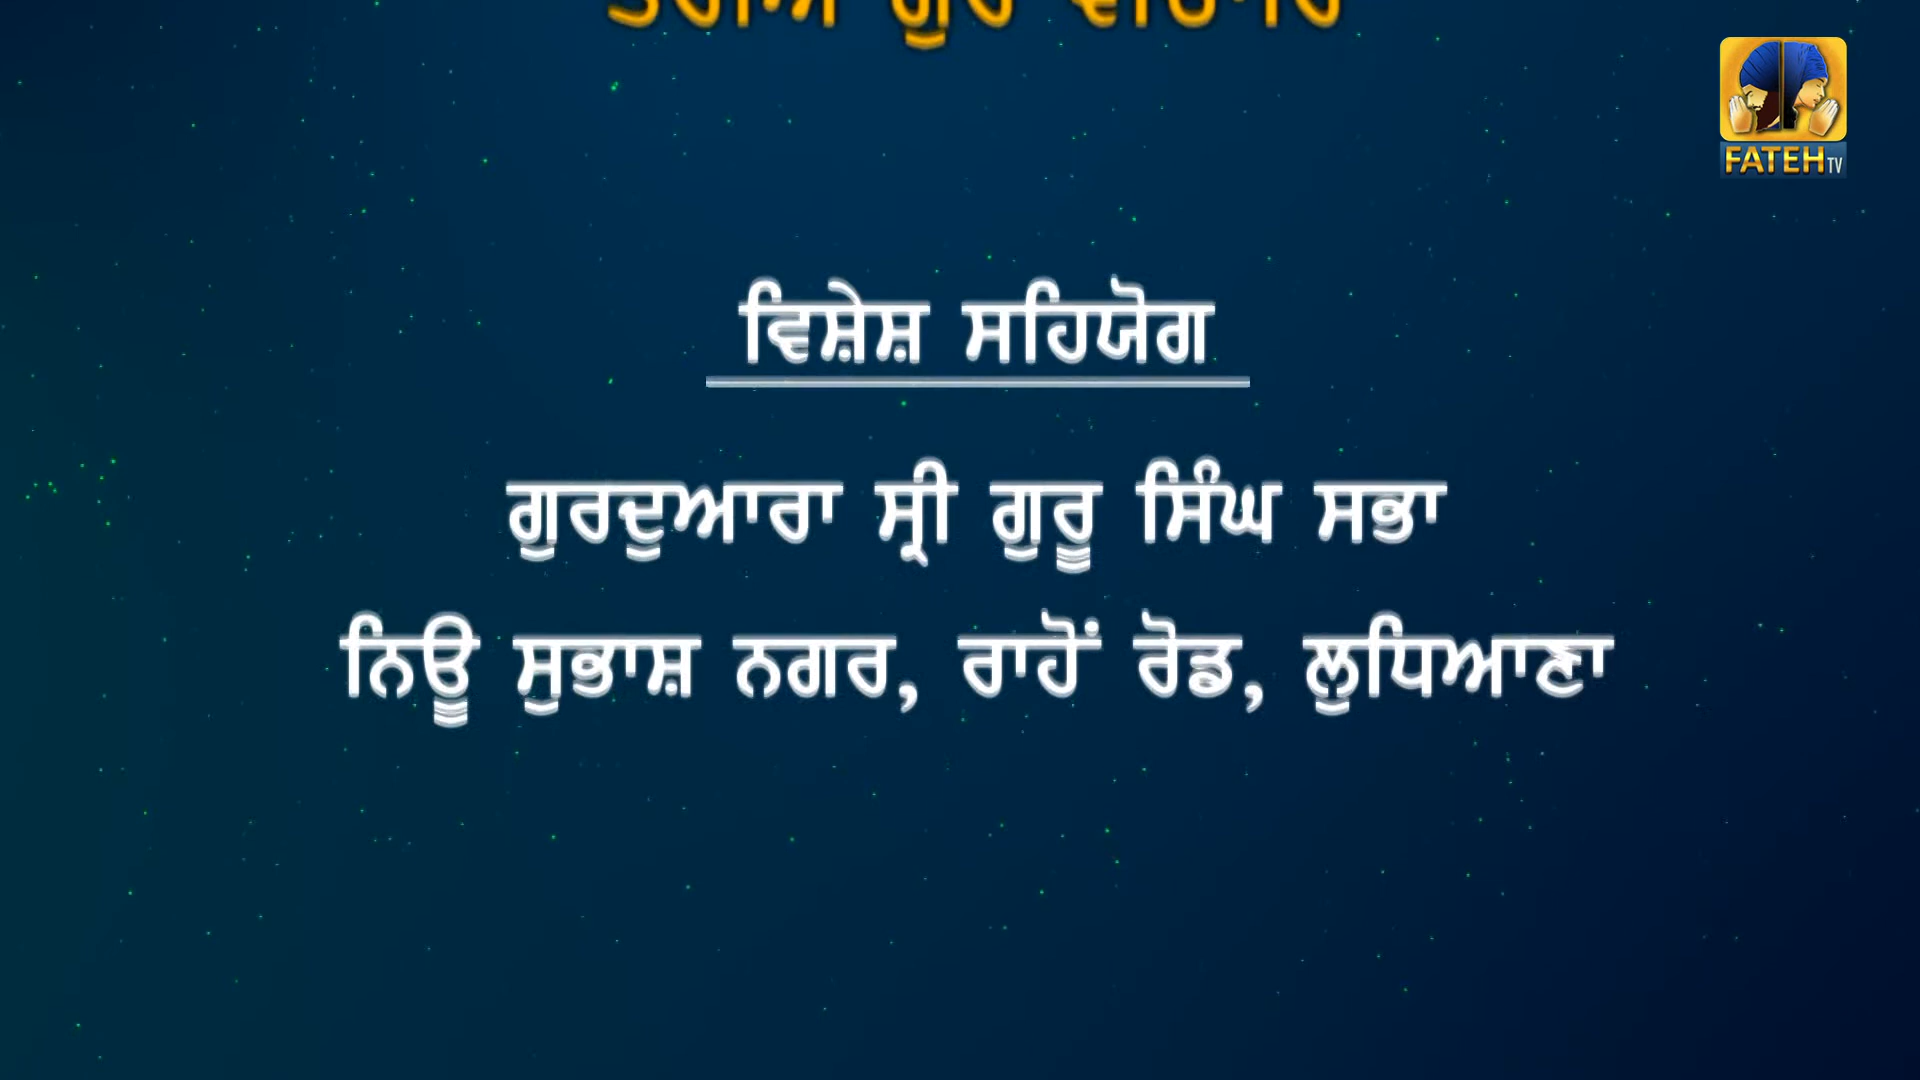 ਗੁਰ
FATEH TV
ਵਿਸ਼ੇਸ਼ ਸਹਿਯੋਗ
ਗੁਰਦੁਆਰਾ ਸ੍ਰੀ ਗੁਰੂ ਸਿੰਘ ਸਭਾ
ਨਿਊ ਸੁਭਾਸ਼ ਨਗਰ, ਰਾਹੋਂ ਰੋਡ, ਲੁਧਿਆਣਾ